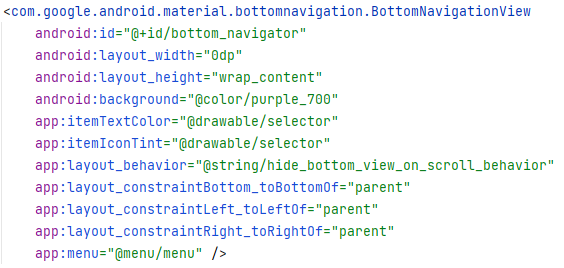 <com.google.android.material.bottomnavigation.BottomNavigationView
android:id="@+id/bottom_navigator"
android:layout_width="0dp"
android:layout_height="wrap_content"
android:background="@color/purple_700"
app:itemTextColor="@drawable/selector"
app:itemIconTint="@drawable/selector"
app:layout_behavior="@string/hide_bottom_view_on_scroll_behavior"
app:layout_constraintBottom_toBottomOf="parent"
app:layout_constraintLeft_toLeftOf="parent"
app:layout_constraintRight_toRightOf="parent"
app:menu="@menu/menu" />